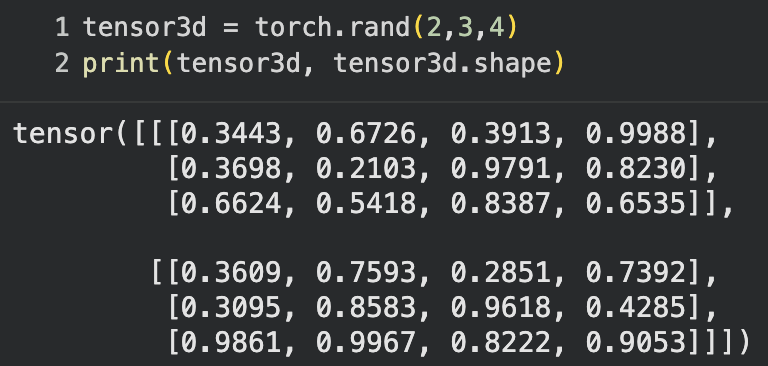 1 tensor3d = torch.rand(2,3,4)
2 print(tensor3d, tensor3d.shape)
tensor([[[0.3443, 0.6726, 0.3913, 0.9988],
[0.3698, 0.2103, 0.9791, 0.8230],
[0.6624, 0.5418, 0.8387, 0.6535]],
[[0.3609, 0.7593, 0.2851, 0.7392],
[0.3095, 0.8583, 0.9618, 0.4285],
[0.9861, 0.9967, 0.8222, 0.9053]]])